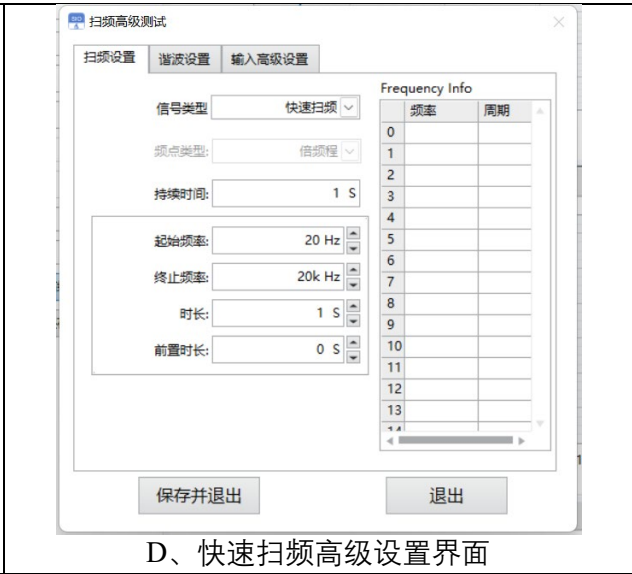 扫频高级测试
扫频设置 谐波设置 输入高级设置
信号类型 快速扫频
频点类型: 倍频程
持续时间: 1 S
起始频率: 20 Hz
终止频率: 20k Hz
时长: 1 S
前置时长: 0 S
Frequency Info
频率 周期
0
1
2
3
4
5
6
7
8
9
10
11
12
13
14
保存并退出 退出
D、快速扫频高级设置界面